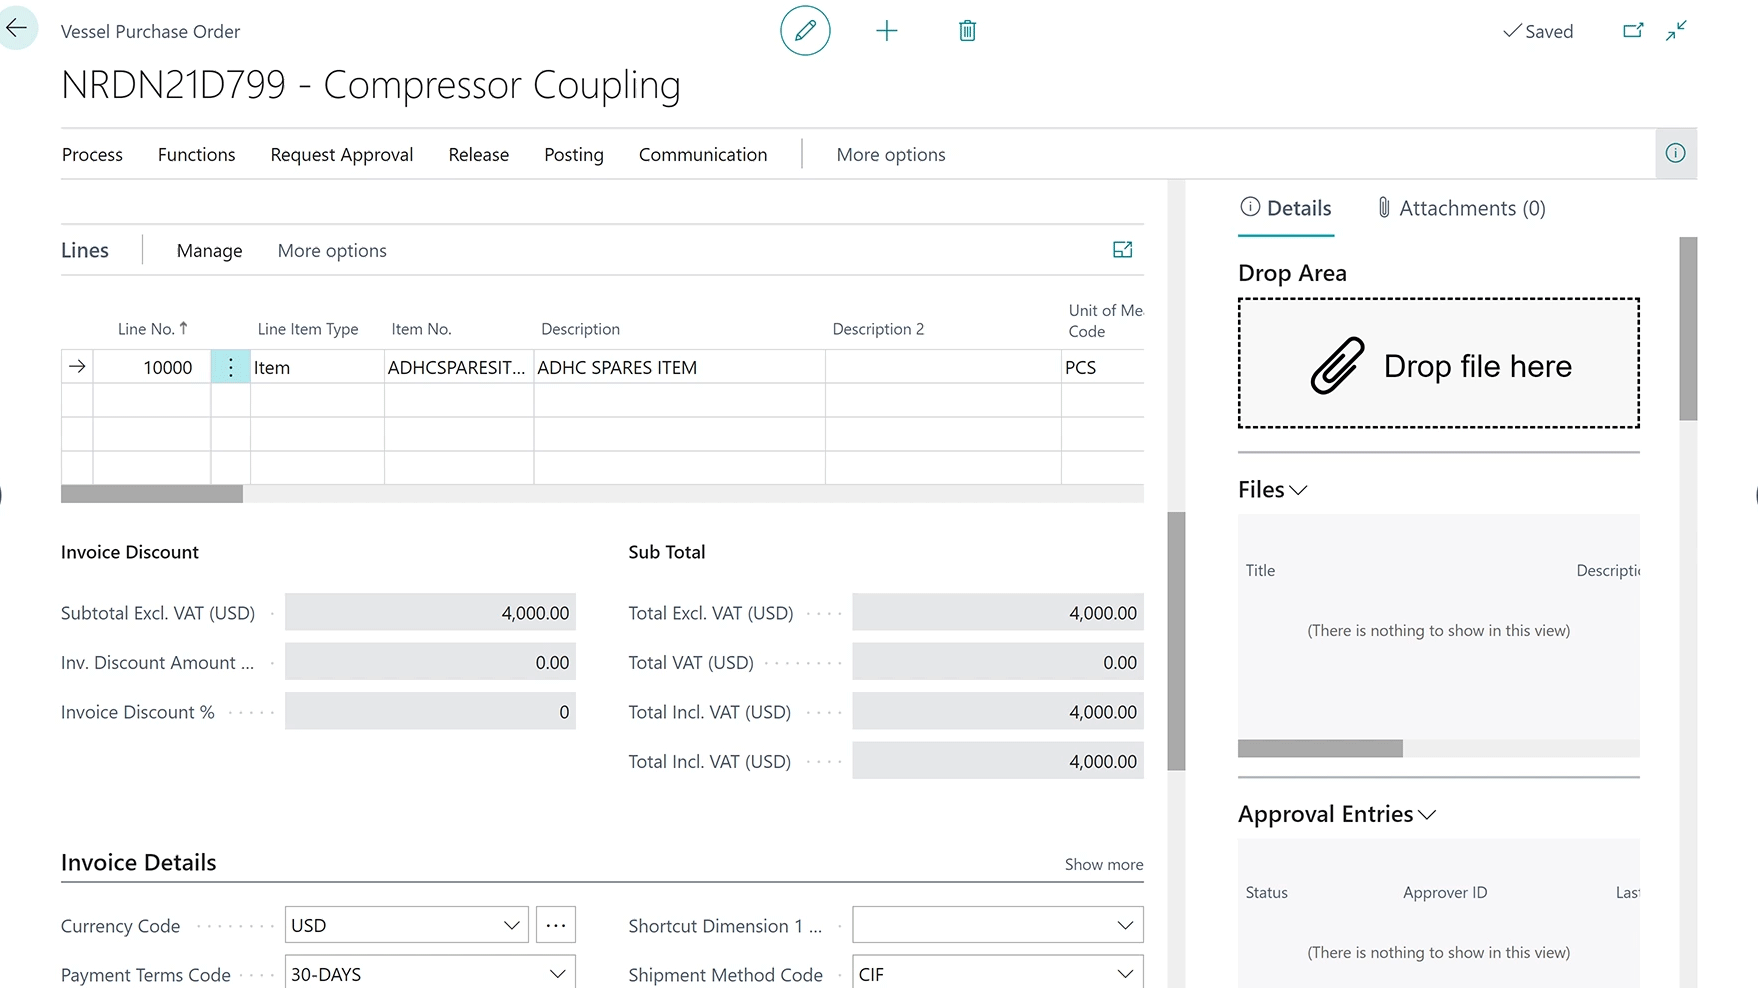 Vessel Purchase Order
Saved
NRDN21D799 - Compressor Coupling
Process Functions Request Approval Release Posting Communication More options
Details Attachments (0)
Lines Manage More options
Drop Area
Line No. ↑ Line Item Type Item No. Description Description 2 Unit of Me
Code
10000 Item ADHCSPARESIT... ADHC SPARES ITEM PCS
Drop file here
Files
Invoice Discount Sub Total
Title Descriptic
Subtotal Excl. VAT (USD) 4,000.00 Total Excl. VAT (USD) 4,000.00
(There is nothing to show in this view)
Inv. Discount Amount ... 0.00 Total VAT (USD) 0.00
Invoice Discount % 0 Total Incl. VAT (USD) 4,000.00
Total Incl. VAT (USD) 4,000.00
Approval Entries
Invoice Details Show more
Status Approver ID Last
Currency Code USD ... Shortcut Dimension 1 ...
(There is nothing to show in this view)
Payment Terms Code 30-DAYS Shipment Method Code CIF